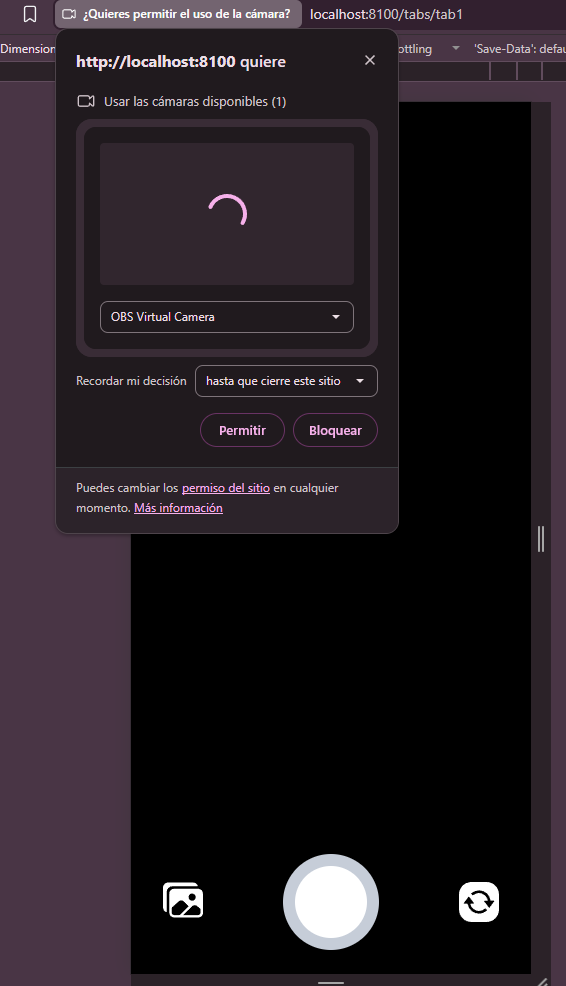 ¿Quieres permitir el uso de la cámara?
localhost:8100/tabs/tab1
Dimension
ottling
'Save-Data': defau
http://localhost:8100 quiere
Usar las cámaras disponibles (1)
OBS Virtual Camera
Recordar mi decisión
hasta que cierre este sitio
Permitir
Bloquear
Puedes cambiar los permiso del sitio en cualquier
momento. Más información